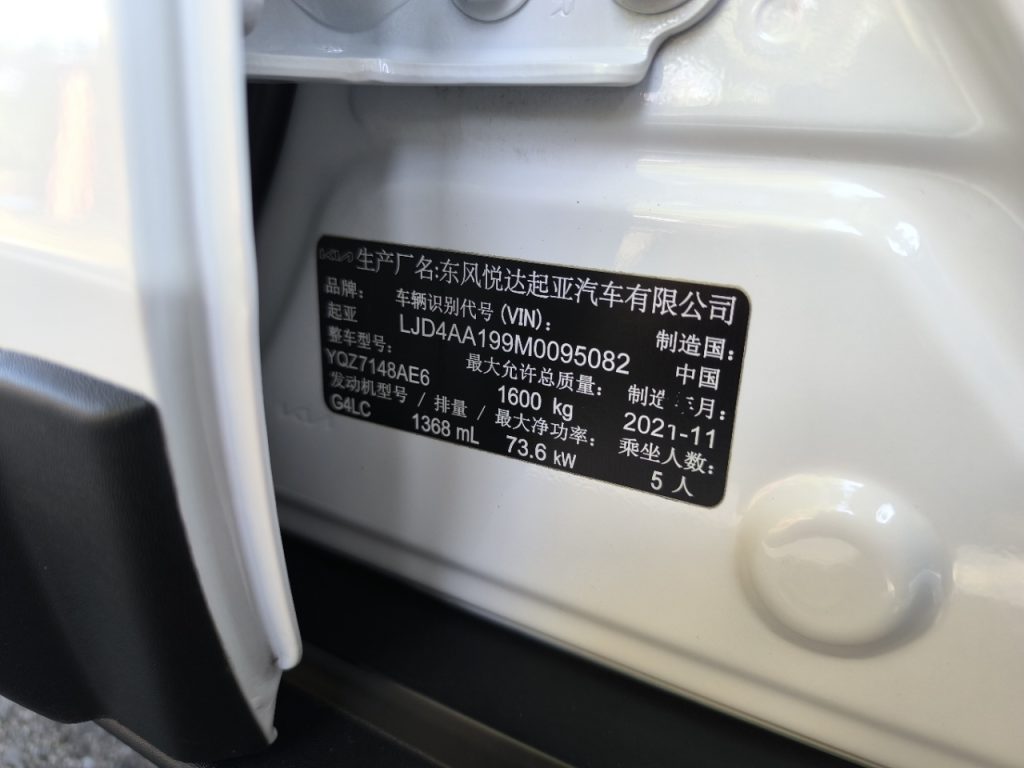 KIA 生产厂名:东风悦达起亚汽车有限公司
品牌: 车辆识别代号(VIN): 制造国:
起亚 LJD4AA199M0095082 中国
整车型号: 最大允许总质量: 制造年月:
YQZ7148AE6 1600 kg 2021-11
发动机型号 / 排量 / 最大净功率: 乘坐人数:
G4LC 1368 mL 73.6 kW 5 人